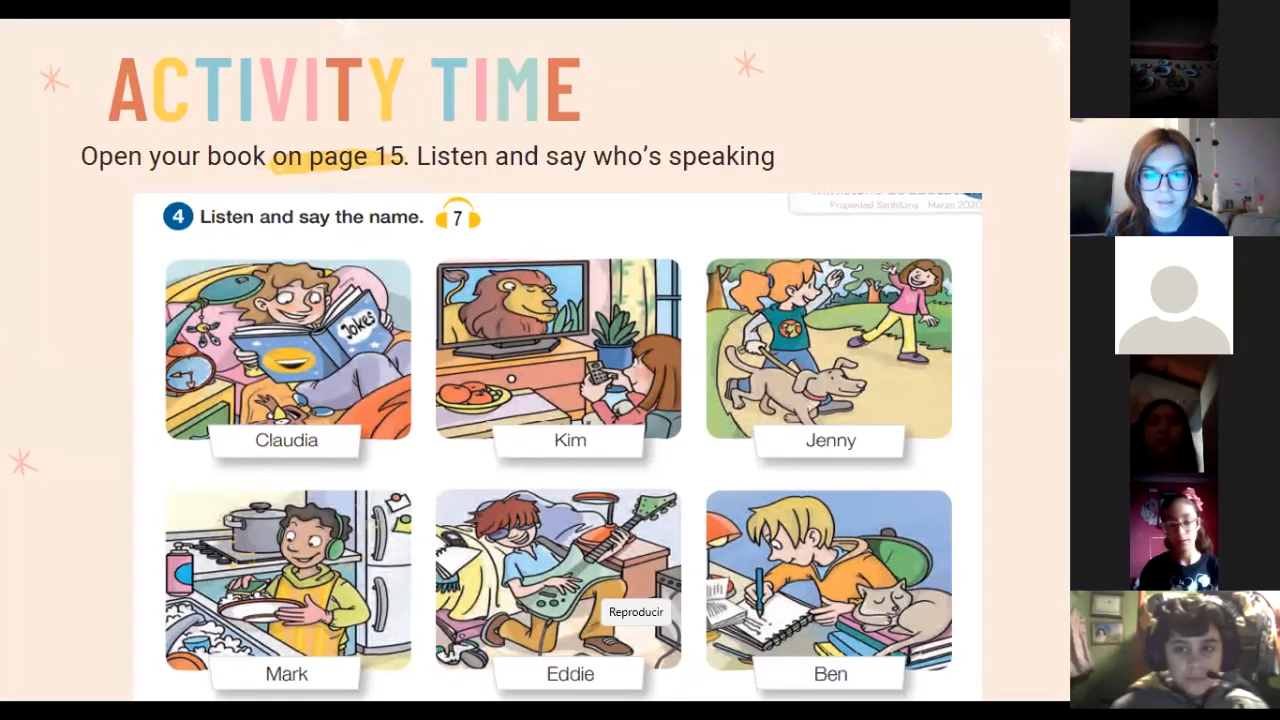 ACTIVITY TIME
Open your book on page 15. Listen and say who's speaking
Propiedad Santillana - Marzo 2020
4 Listen and say the name. 7
Jokes
Claudia
Kim
Jenny
Reproducir
Mark
Eddie
Ben